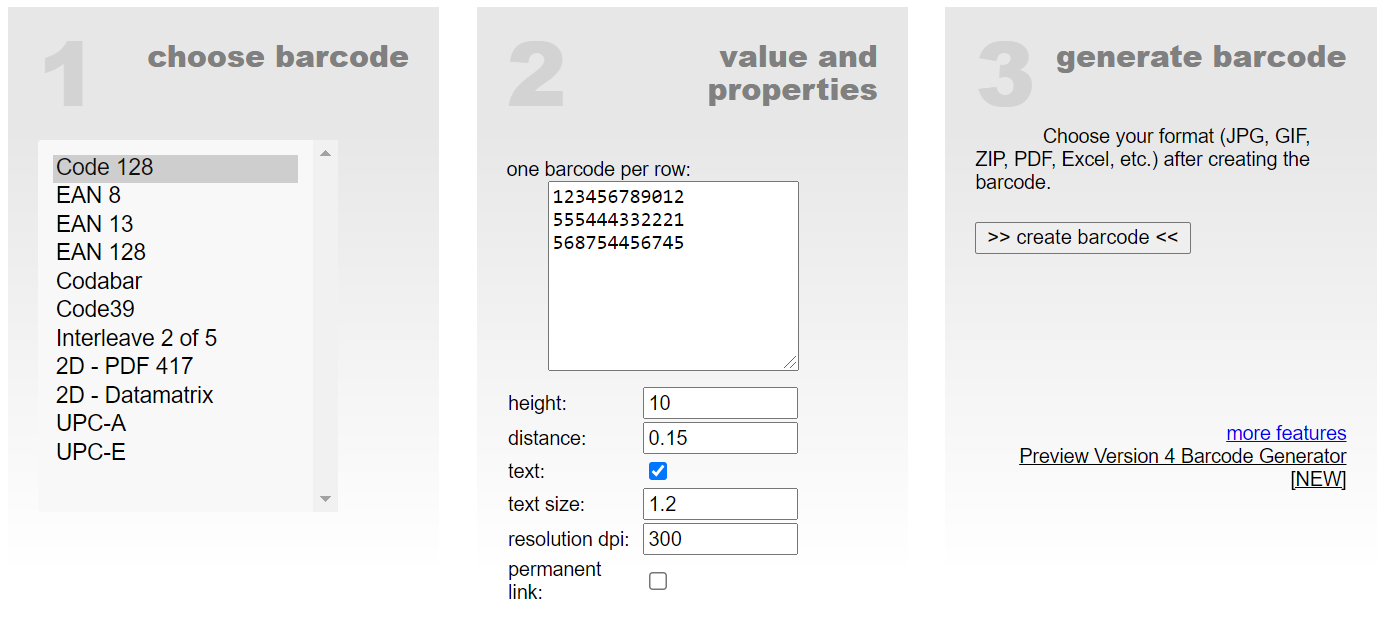 1
choose barcode
Code 128
EAN 8
EAN 13
EAN 128
Codabar
Code39
Interleave 2 of 5
2D - PDF 417
2D - Datamatrix
UPC-A
UPC-E
2
value and
properties
one barcode per row:
123456789012
555444332221
568754456745
height: 10
distance: 0.15
text:
text size: 1.2
resolution dpi: 300
permanent
link:
3
generate barcode
Choose your format (JPG, GIF,
ZIP, PDF, Excel, etc.) after creating the
barcode.
>> create barcode <<
more features
Preview Version 4 Barcode Generator
[NEW]